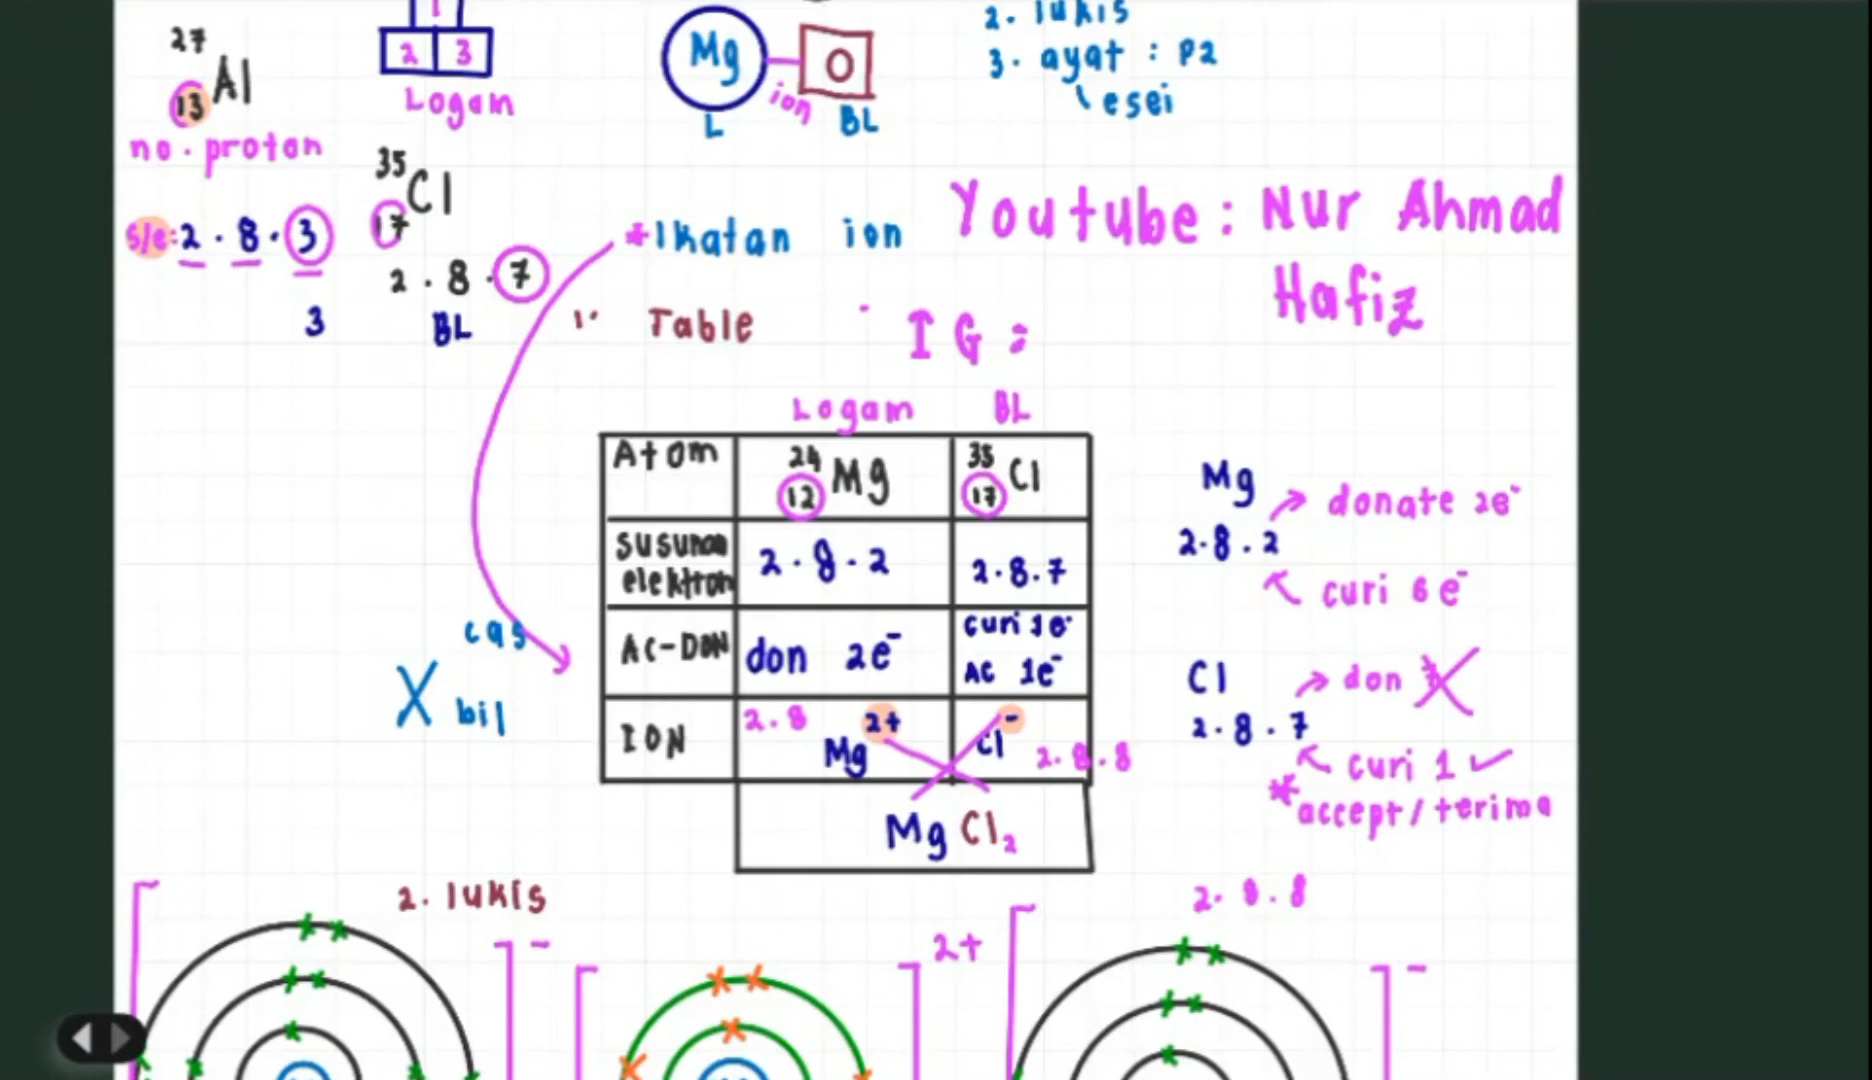 27
Al
13
no. proton
s/e: 2 . 8 . 3
3
1
2 3
Logam
35
Cl
17
2 . 8 . 7
BL
Mg O
ion
L BL
2. lukis
3. ayat : P2
esei
*Ikatan ion
Youtube: Nur Ahmad
Hafiz
1. Table
IG :
Logam BL
Atom 24 12 Mg 35 17 Cl
susunan elektron 2 . 8 . 2 2.8.7
AC-DON don 2e⁻ curi 1e⁻
AC 1e⁻
ION 2.8 Mg 2+ Cl - 2.8.8
Mg Cl₂
X cas
bil
Mg
donate 2e⁻
2.8.2
curi 6e⁻
Cl
don 7
2.8.7
curi 1 ✓
* accept / terima
2. lukis
-
2+
2.8.8
-